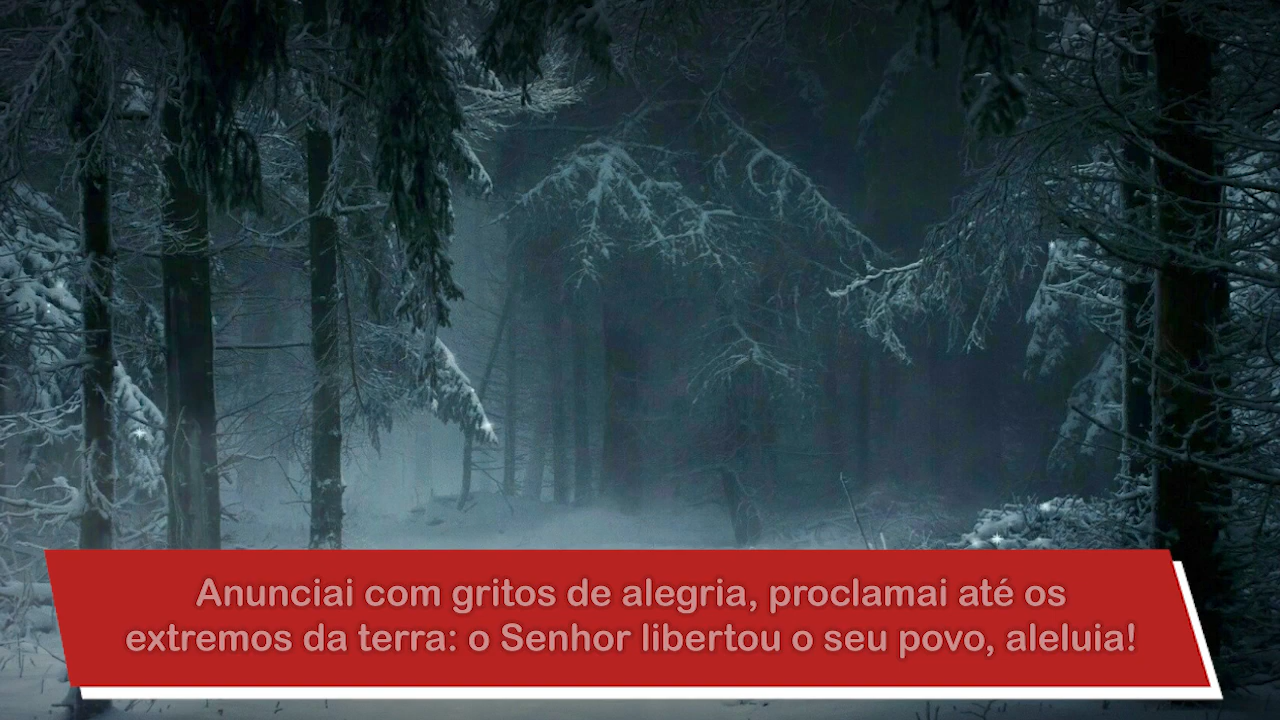 Anunciai com gritos de alegria, proclamai até os
extremos da terra: o Senhor libertou o seu povo, aleluia!